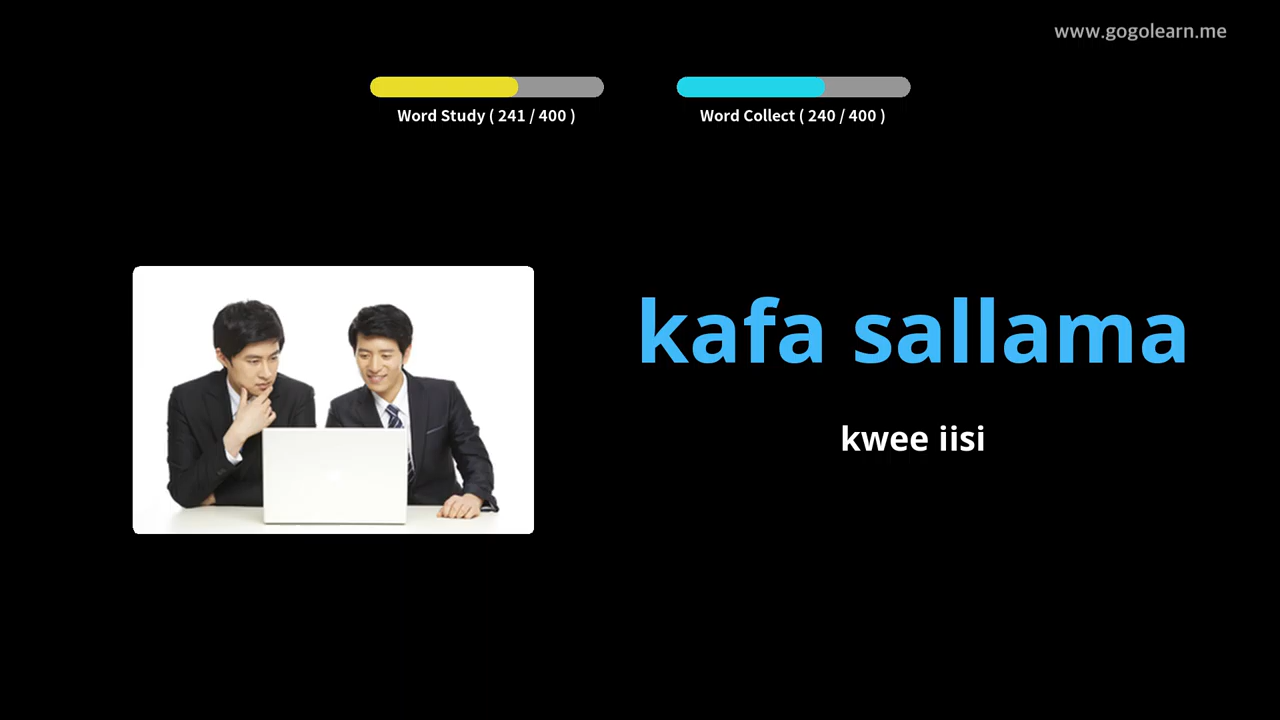 www.gogolearn.me
Word Study ( 241 / 400 )
Word Collect ( 240 / 400 )
kafa sallama
kwee iisi